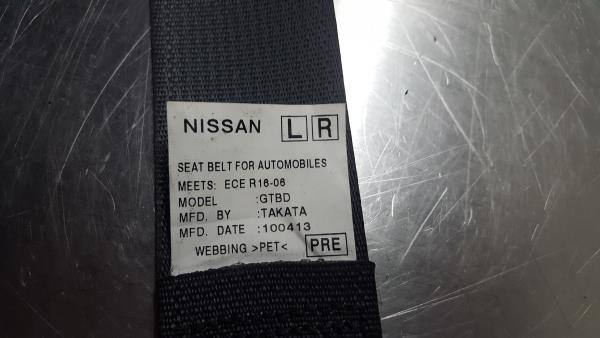 NISSAN L R
SEAT BELT FOR AUTOMOBILES
MEETS: ECE R16-06
MODEL :GTBD
MFD. BY :TAKATA
MFD. DATE :100413
WEBBING >PET< PRE